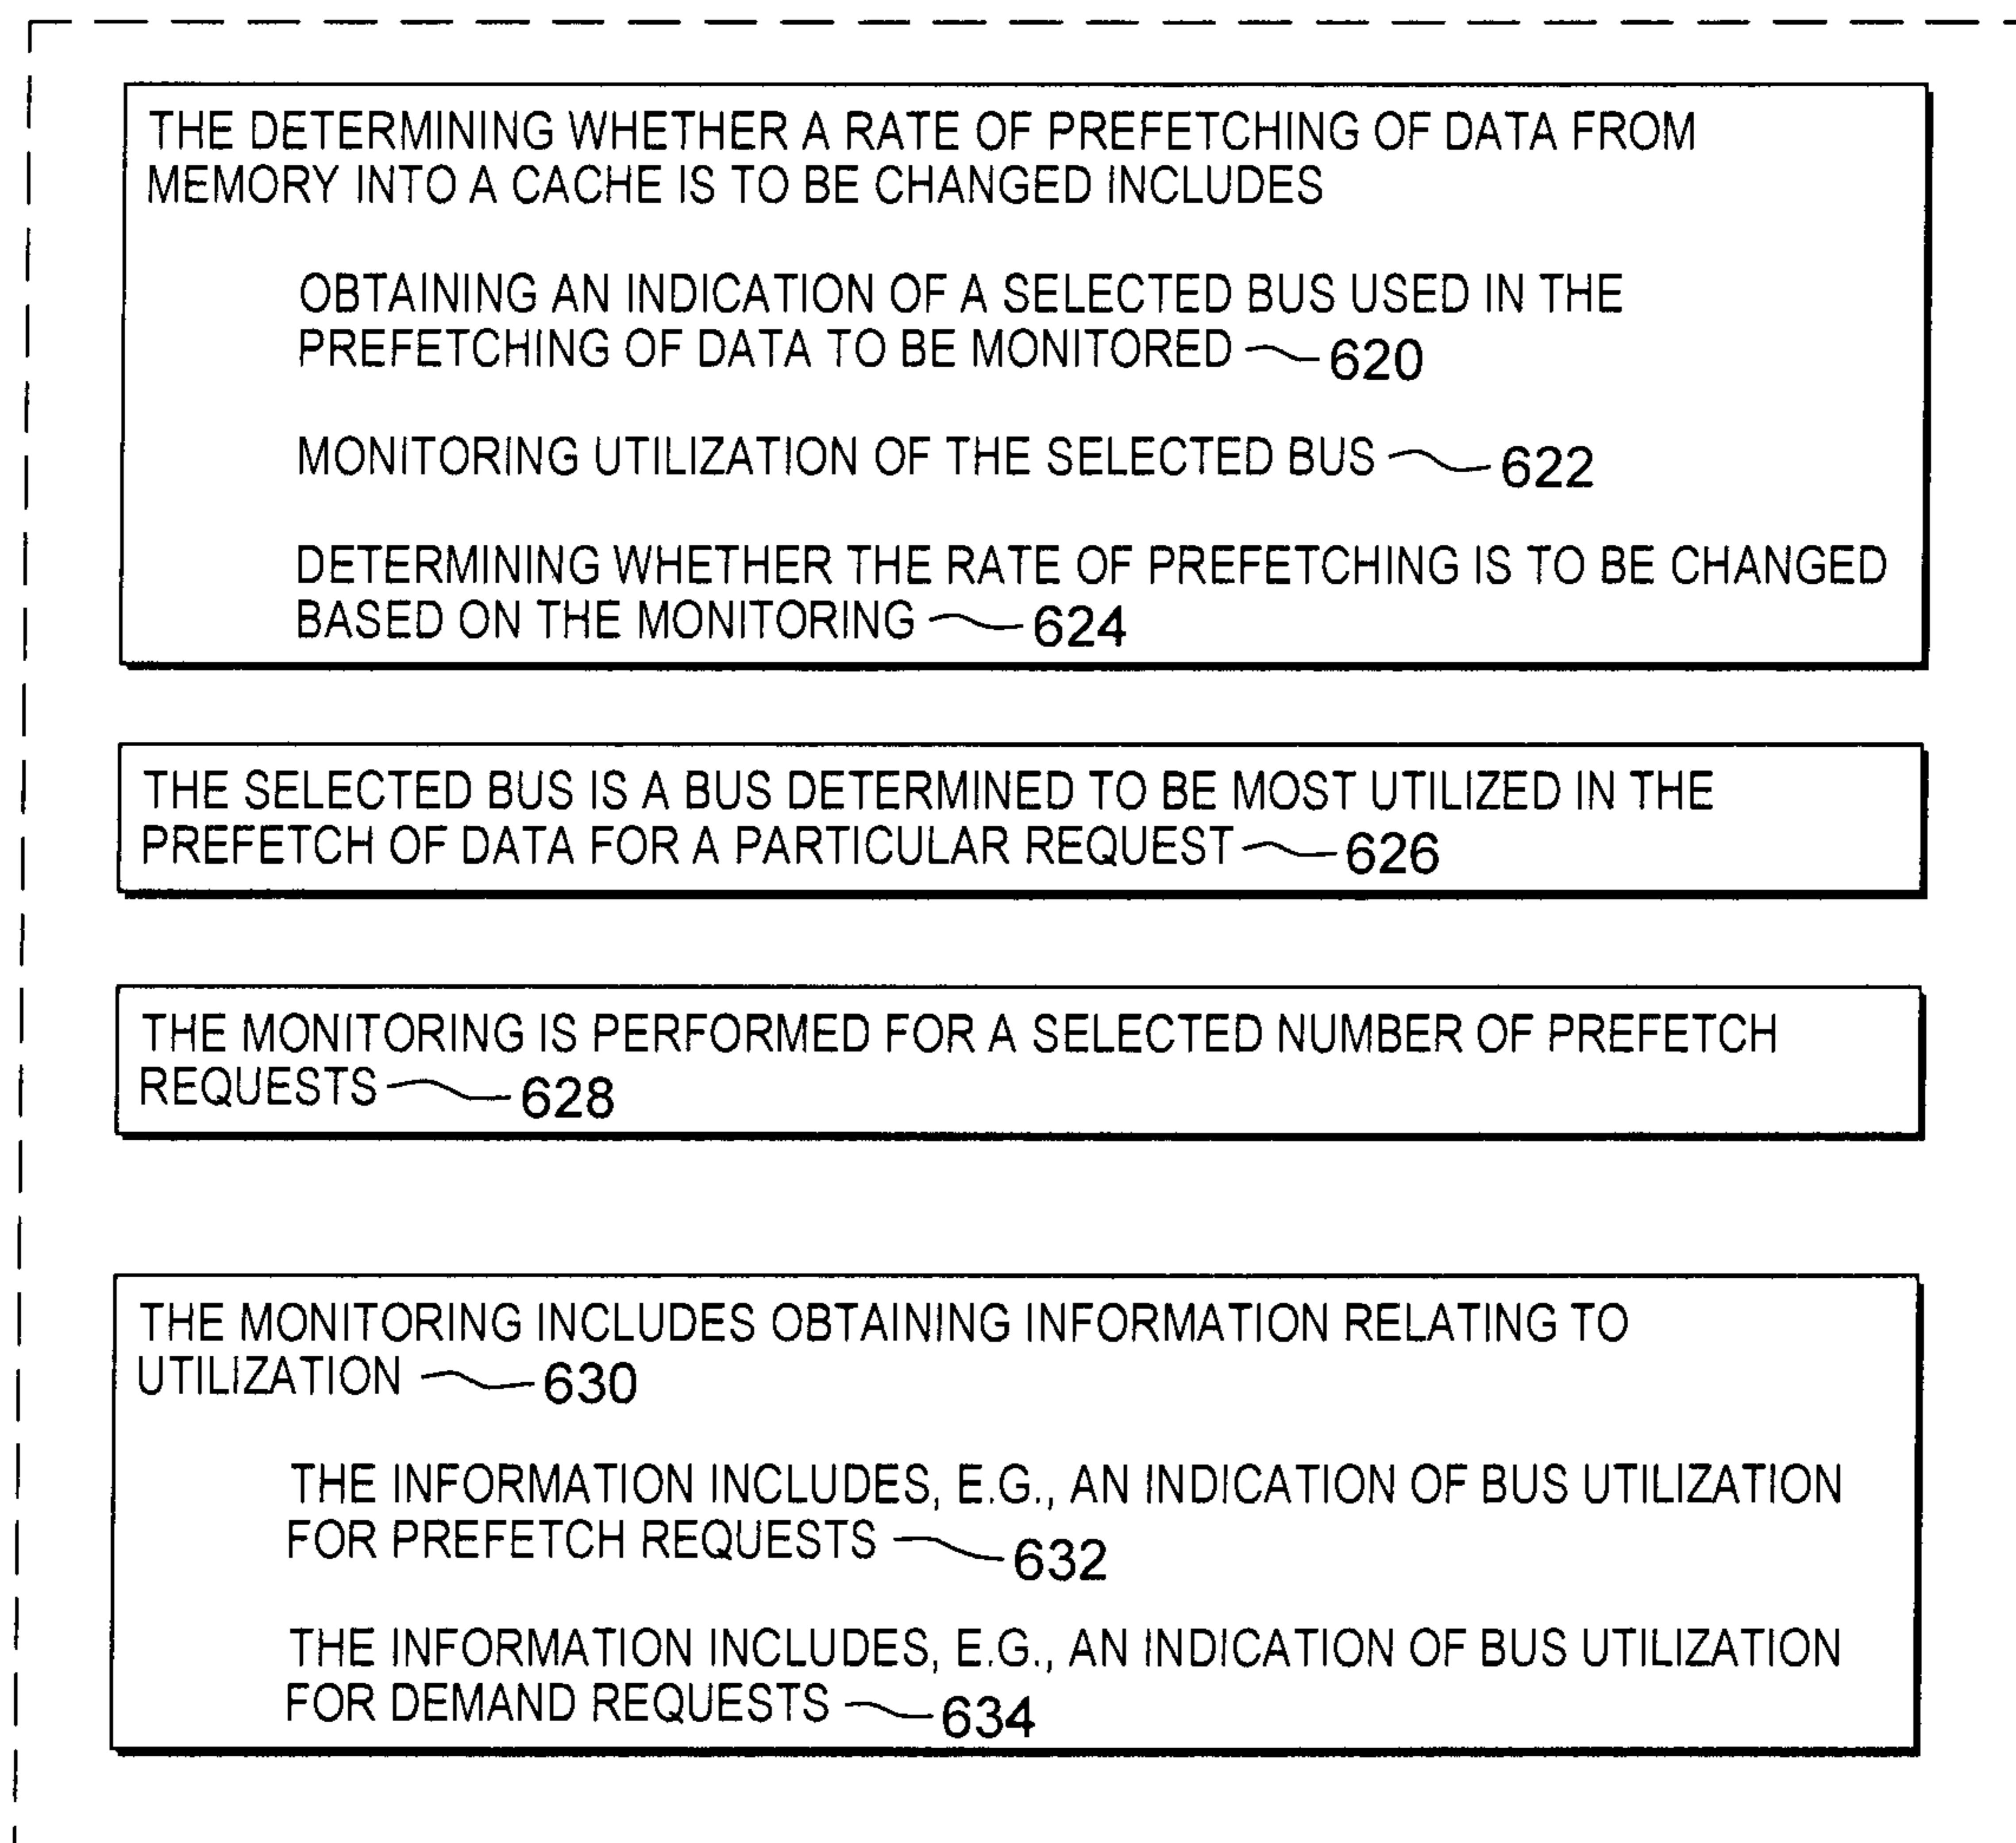 THE DETERMINING WHETHER A RATE OF PREFETCHING OF DATA FROM
MEMORY INTO A CACHE IS TO BE CHANGED INCLUDES
OBTAINING AN INDICATION OF A SELECTED BUS USED IN THE
PREFETCHING OF DATA TO BE MONITORED 620
MONITORING UTILIZATION OF THE SELECTED BUS 622
DETERMINING WHETHER THE RATE OF PREFETCHING IS TO BE CHANGED
BASED ON THE MONITORING 624
THE SELECTED BUS IS A BUS DETERMINED TO BE MOST UTILIZED IN THE
PREFETCH OF DATA FOR A PARTICULAR REQUEST 626
THE MONITORING IS PERFORMED FOR A SELECTED NUMBER OF PREFETCH
REQUESTS 628
THE MONITORING INCLUDES OBTAINING INFORMATION RELATING TO
UTILIZATION 630
THE INFORMATION INCLUDES, E.G., AN INDICATION OF BUS UTILIZATION
FOR PREFETCH REQUESTS 632
THE INFORMATION INCLUDES, E.G., AN INDICATION OF BUS UTILIZATION
FOR DEMAND REQUESTS 634